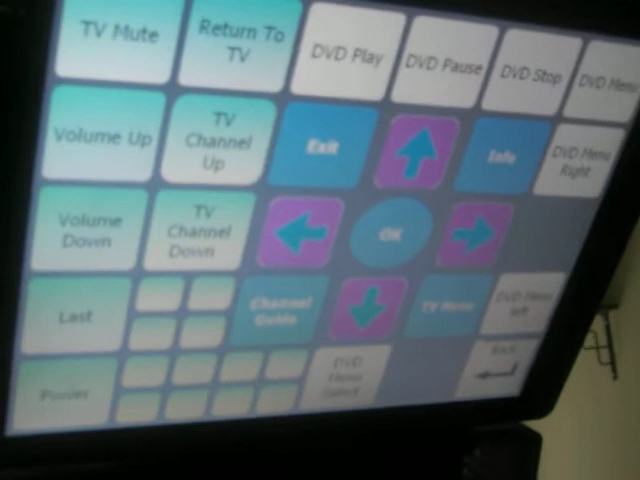 TV Mute
Return To
TV
DVD Play
DVD Pause
DVD Stop
DVD Menu
Volume Up
TV
Channel
Up
Exit
Info
DVD Menu
Right
Volume
Down
TV
Channel
Down
OK
Last
Channel
Guide
TV Menu
DVD Menu
left
Power
DVD
Menu
Select
Back